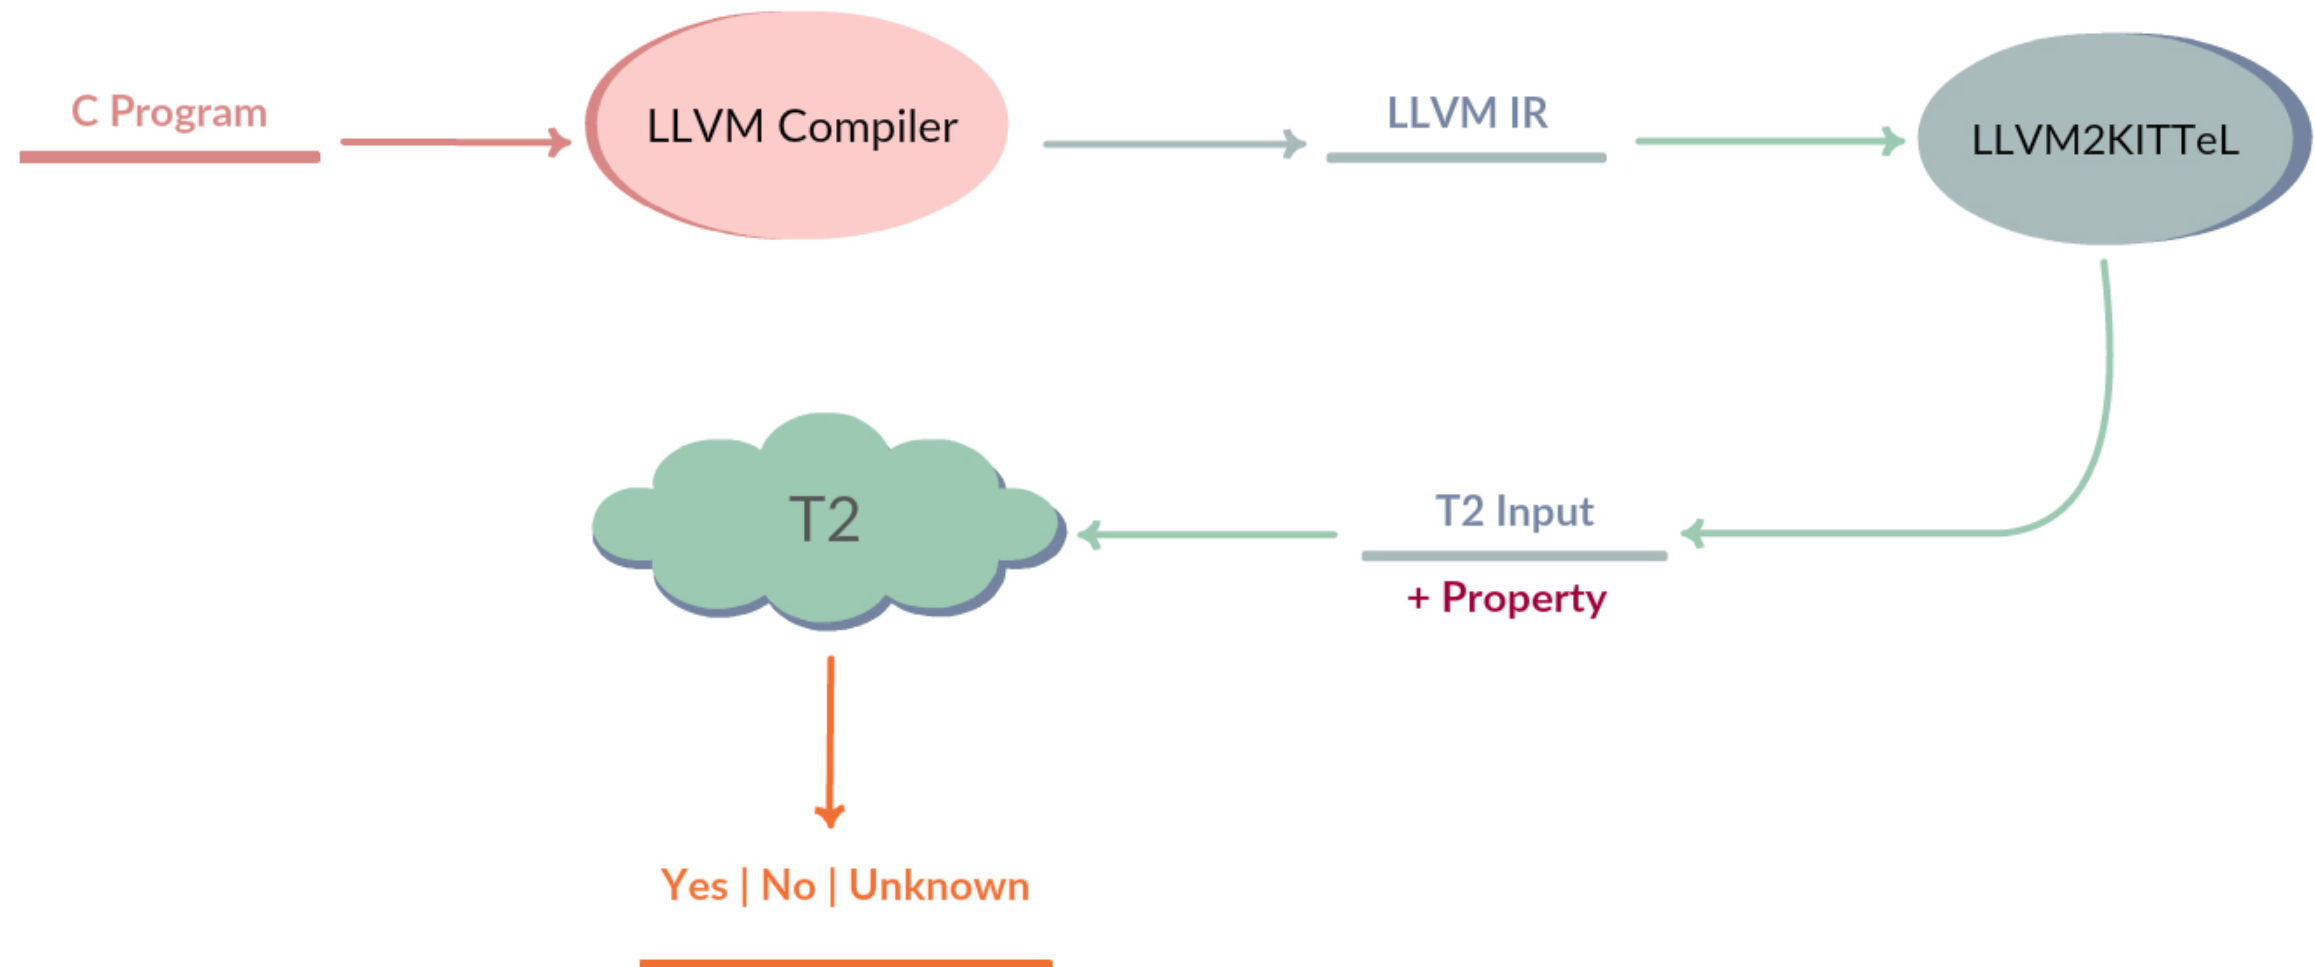 C Program
LLVM Compiler
LLVM IR
LLVM2KITTeL
T2 Input
+ Property
T2
Yes | No | Unknown